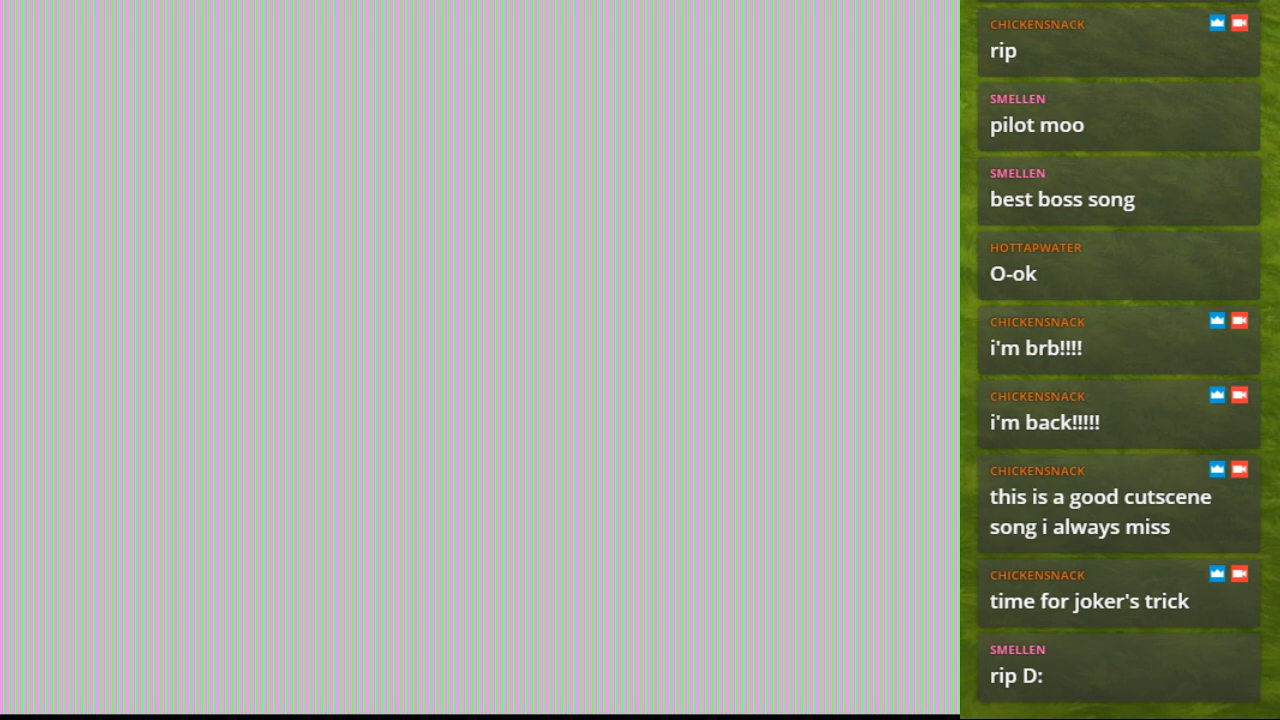 CHICKENSNACK
rip
SMELLEN
pilot moo
SMELLEN
best boss song
HOTTAPWATER
O-ok
CHICKENSNACK
i'm brb!!!!
CHICKENSNACK
i'm back!!!!!
CHICKENSNACK
this is a good cutscene
song i always miss
CHICKENSNACK
time for joker's trick
SMELLEN
rip D: